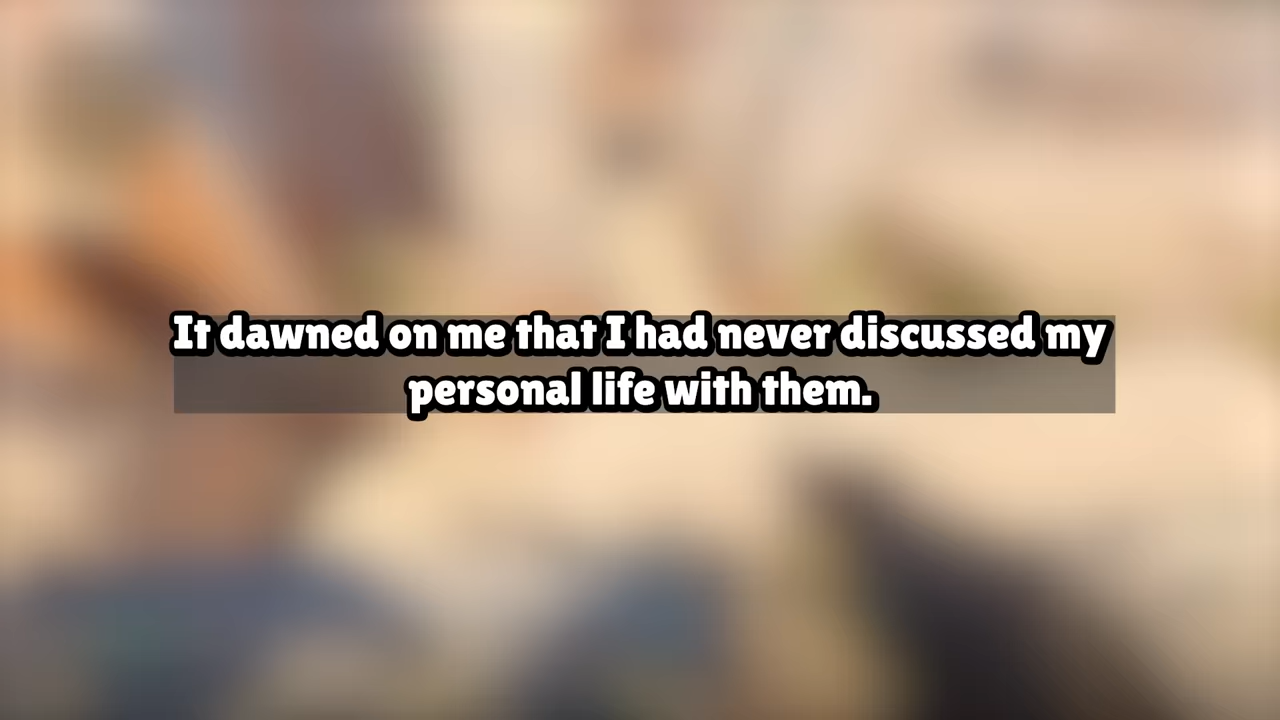 It dawned on me that I had never discussed my
personal life with them.